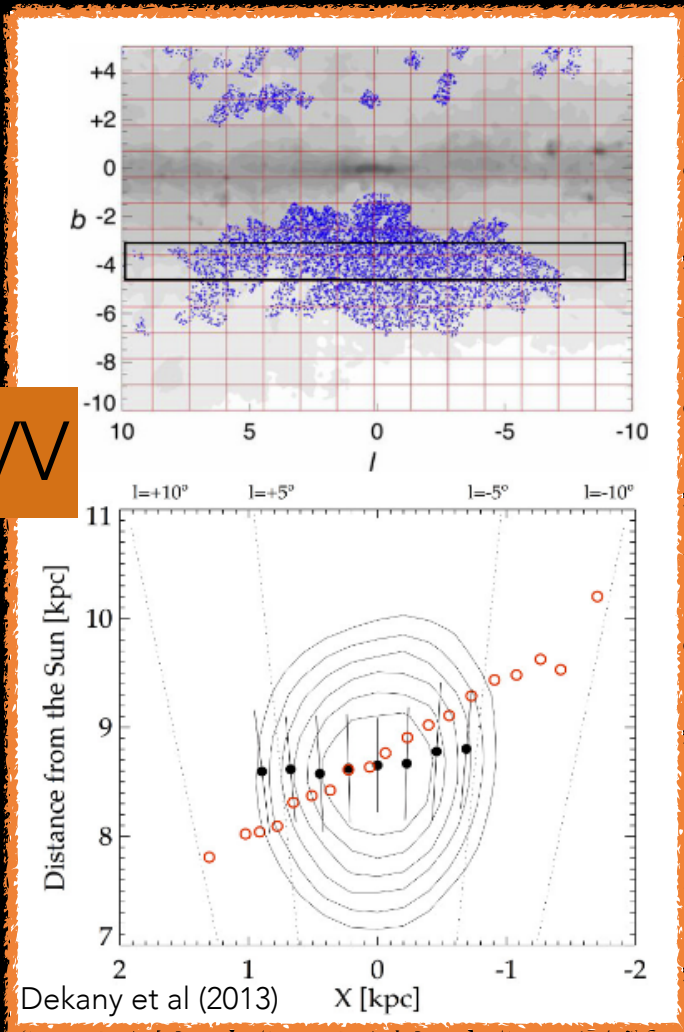 +4
+2
0
b -2
-4
-6
-8
-10
10 5 0 -5 -10
l
VV
l=+10° l=+5° l=-5° l=-10°
11
10
9
8
7
Distance from the Sun [kpc]
2 1 0 -1 -2
Dekany et al (2013) X [kpc]